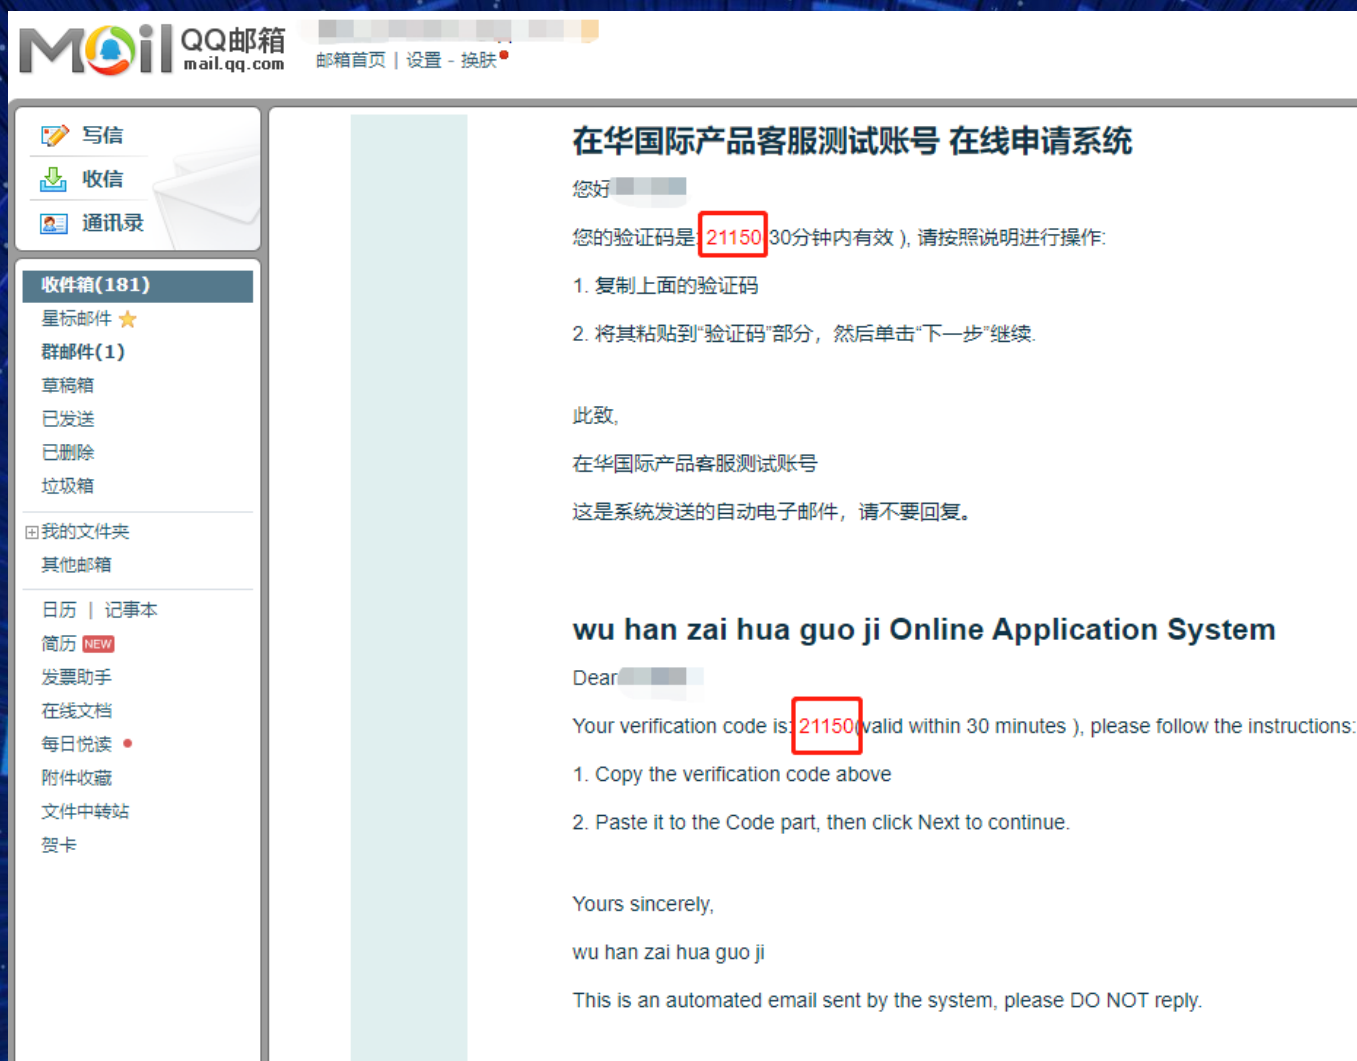 Mail QQ邮箱
mail.qq.com
邮箱首页 | 设置 - 换肤
写信
收信
通讯录
收件箱(181)
星标邮件
群邮件(1)
草稿箱
已发送
已删除
垃圾箱
我的文件夹
其他邮箱
日历 | 记事本
简历 NEW
发票助手
在线文档
每日悦读
附件收藏
文件中转站
贺卡
在华国际产品客服测试账号 在线申请系统
您好
您的验证码是: 21150 30分钟内有效 ), 请按照说明进行操作:
1. 复制上面的验证码
2. 将其粘贴到“验证码”部分，然后单击“下一步”继续.
此致,
在华国际产品客服测试账号
这是系统发送的自动电子邮件，请不要回复。
wu han zai hua guo ji Online Application System
Dear
Your verification code is: 21150(valid within 30 minutes ), please follow the instructions:
1. Copy the verification code above
2. Paste it to the Code part, then click Next to continue.
Yours sincerely,
wu han zai hua guo ji
This is an automated email sent by the system, please DO NOT reply.